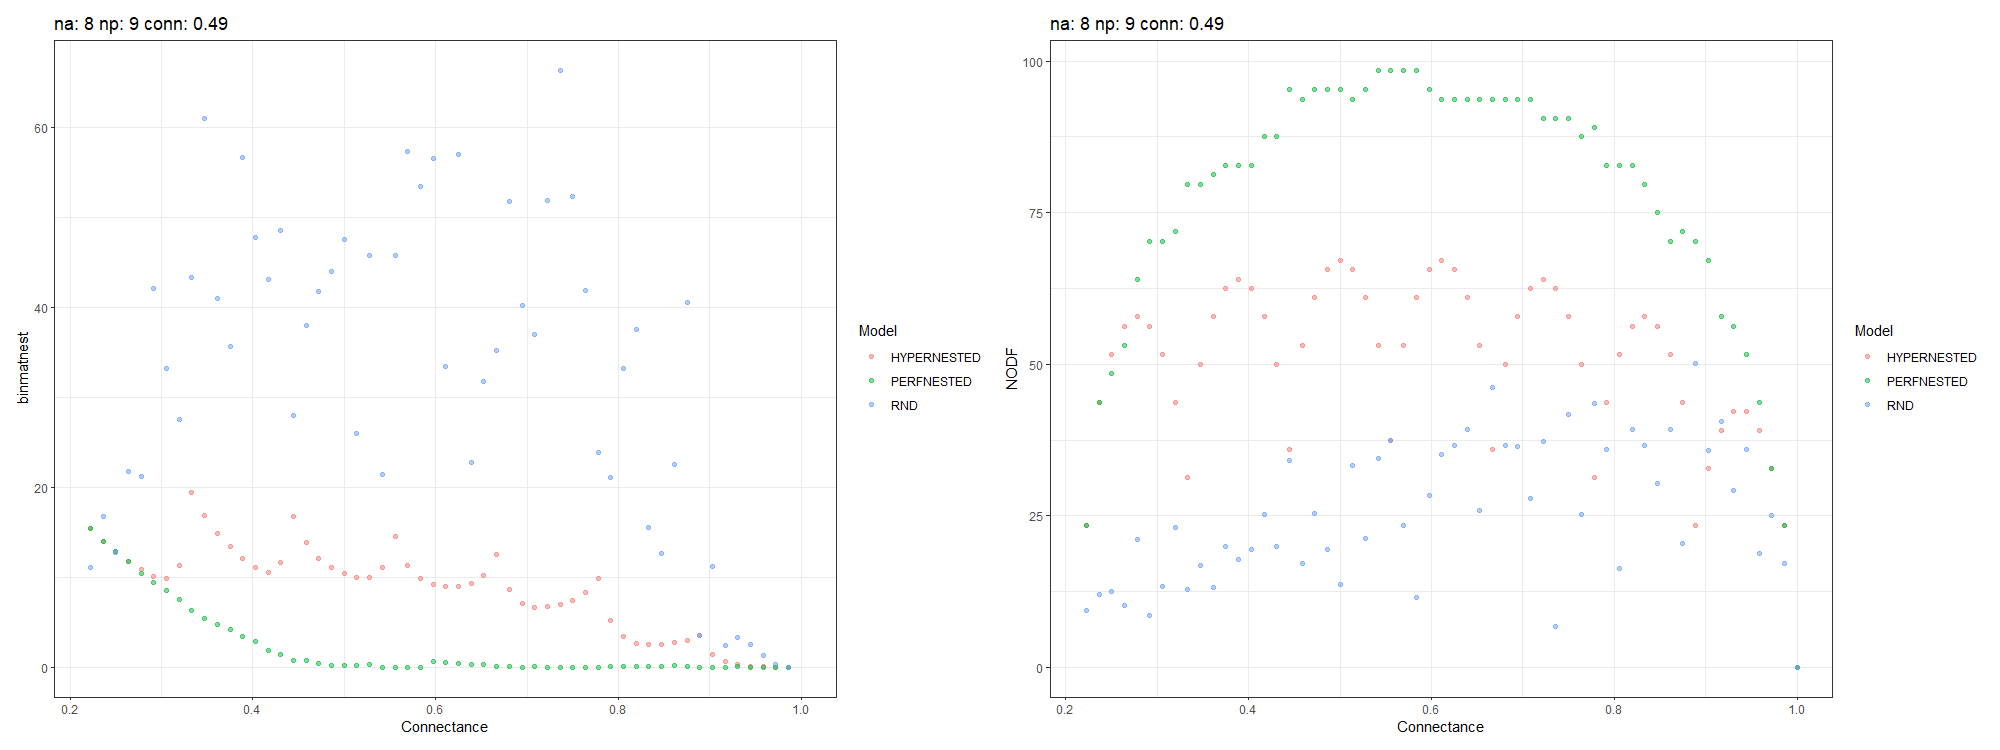 na: 8 np: 9 conn: 0.49
binmatnest
60
40
20
0
0.2
0.4
0.6
0.8
1.0
Connectance
Model
HYPERNESTED
PERFNESTED
RND
na: 8 np: 9 conn: 0.49
NODF
100
75
50
25
0
0.2
0.4
0.6
0.8
1.0
Connectance
Model
HYPERNESTED
PERFNESTED
RND